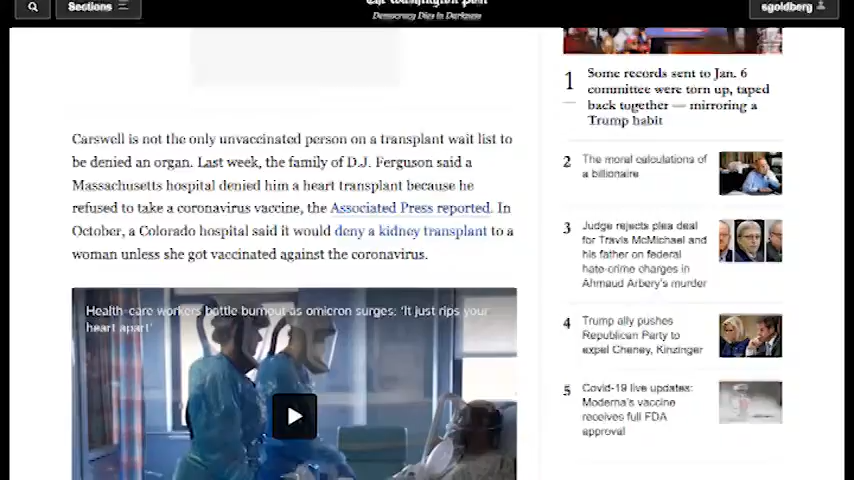 The Washington Post
Democracy Dies in Darkness
Sections
sgoldberg
Carswell is not the only unvaccinated person on a transplant wait list to
be denied an organ. Last week, the family of D.J. Ferguson said a
Massachusetts hospital denied him a heart transplant because he
refused to take a coronavirus vaccine, the Associated Press reported. In
October, a Colorado hospital said it would deny a kidney transplant to a
woman unless she got vaccinated against the coronavirus.
Health-care workers battle burnout as omicron surges: 'It just rips your
heart apart'
1
Some records sent to Jan. 6
committee were torn up, taped
back together — mirroring a
Trump habit
2
The moral calculations of
a billionaire
3
Judge rejects plea deal
for Travis McMichael and
his father on federal
hate-crime charges in
Ahmaud Arbery's murder
4
Trump ally pushes
Republican Party to
expel Cheney, Kinzinger
5
Covid-19 live updates:
Moderna's vaccine
receives full FDA
approval